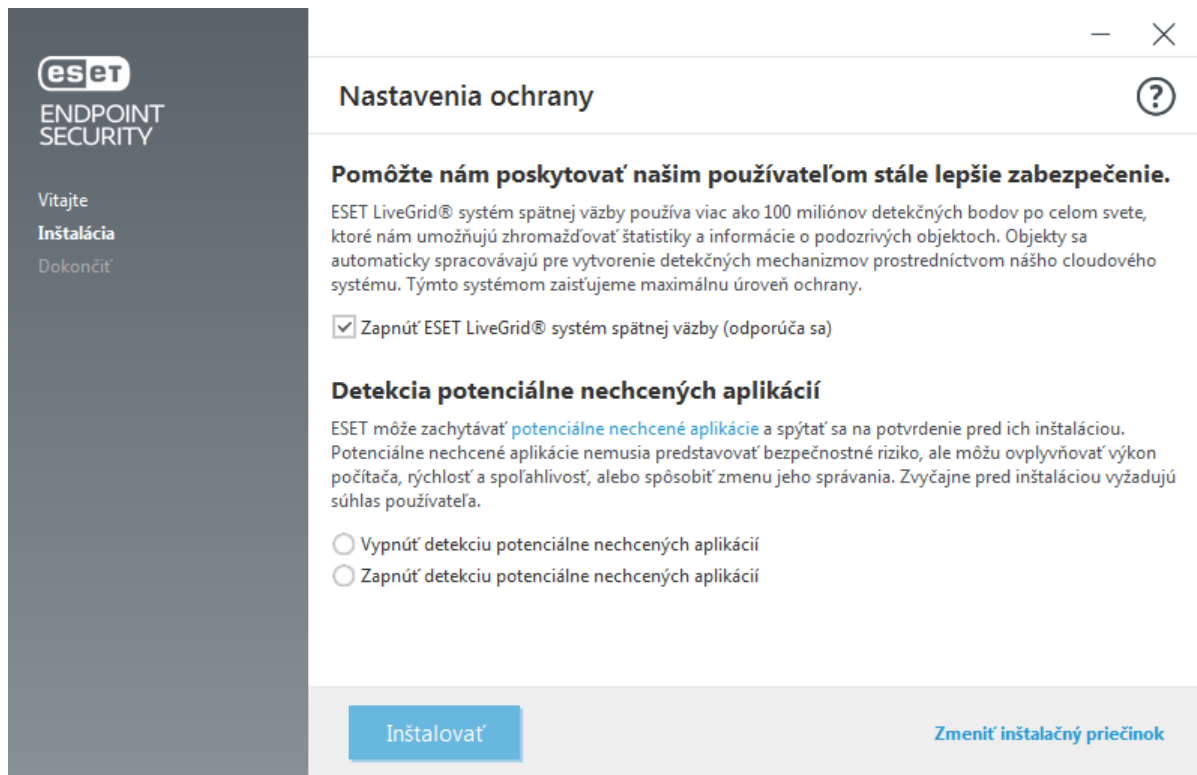 eset
ENDPOINT
SECURITY
Vitajte
Inštalácia
Dokončiť
Nastavenia ochrany
?
Pomôžte nám poskytovať našim používateľom stále lepšie zabezpečenie.
ESET LiveGrid® systém spätnej väzby používa viac ako 100 miliónov detekčných bodov po celom svete,
ktoré nám umožňujú zhromažďovať štatistiky a informácie o podozrivých objektoch. Objekty sa
automaticky spracovávajú pre vytvorenie detekčných mechanizmov prostredníctvom nášho cloudového
systému. Týmto systémom zaisťujeme maximálnu úroveň ochrany.
Zapnúť ESET LiveGrid® systém spätnej väzby (odporúča sa)
Detekcia potenciálne nechcených aplikácií
ESET môže zachytávať potenciálne nechcené aplikácie a spýtať sa na potvrdenie pred ich inštaláciou.
Potenciálne nechcené aplikácie nemusia predstavovať bezpečnostné riziko, ale môžu ovplyvňovať výkon
počítača, rýchlosť a spoľahlivosť, alebo spôsobiť zmenu jeho správania. Zvyčajne pred inštaláciou vyžadujú
súhlas používateľa.
Vypnúť detekciu potenciálne nechcených aplikácií
Zapnúť detekciu potenciálne nechcených aplikácií
Inštalovať
Zmeniť inštalačný priečinok